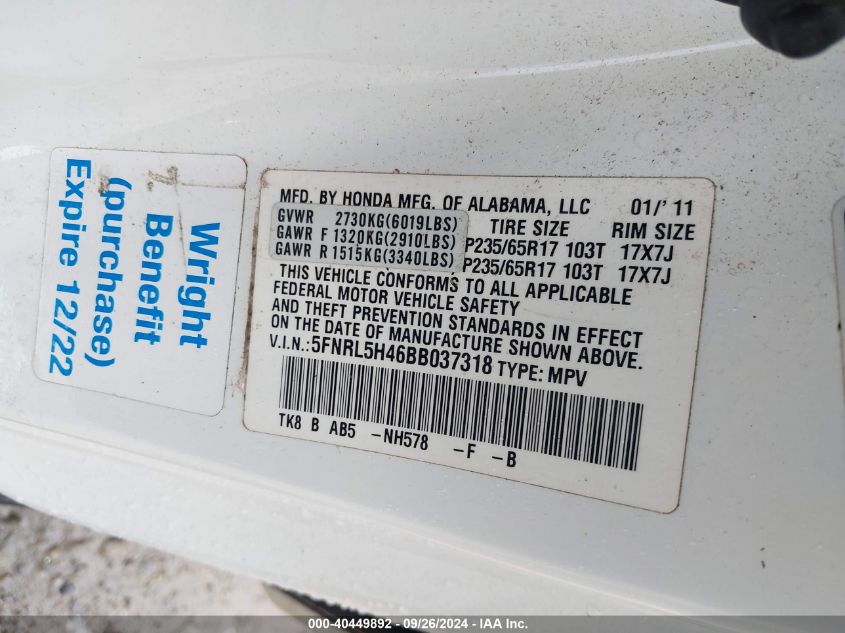 Wright
Benefit
(purchase)
Expire 12/22
MFD. BY HONDA MFG. OF ALABAMA, LLC 01/'11
GVWR 2730KG(6019LBS) TIRE SIZE RIM SIZE
GAWR F 1320KG(2910LBS) P235/65R17 103T 17X7J
GAWR R 1515KG(3340LBS) P235/65R17 103T 17X7J
THIS VEHICLE CONFORMS TO ALL APPLICABLE
FEDERAL MOTOR VEHICLE SAFETY
AND THEFT PREVENTION STANDARDS IN EFFECT
ON THE DATE OF MANUFACTURE SHOWN ABOVE.
V.I.N.:5FNRL5H46BB037318 TYPE: MPV
TK8 B AB5 -NH578 -F -B
000-40449892 - 09/26/2024 - IAA Inc.